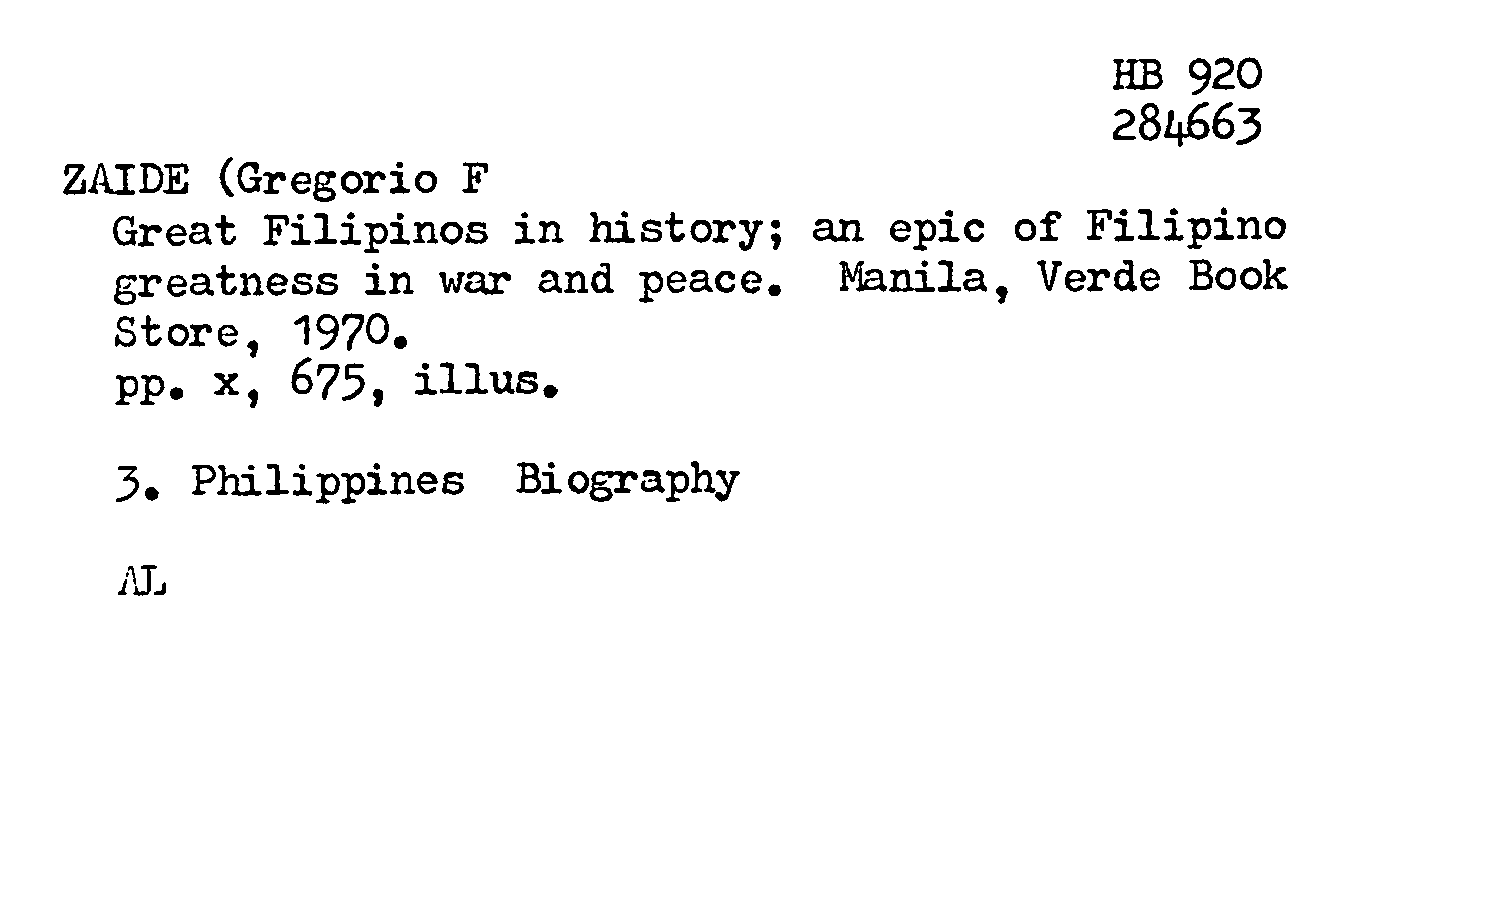 HB 920
284663
ZAIDE (Gregorio F
Great Filipinos in history; an epic of Filipino
greatness in war and peace.  Manila, Verde Book
Store, 1970.
pp. x, 675, illus.
3. Philippines  Biography
AL